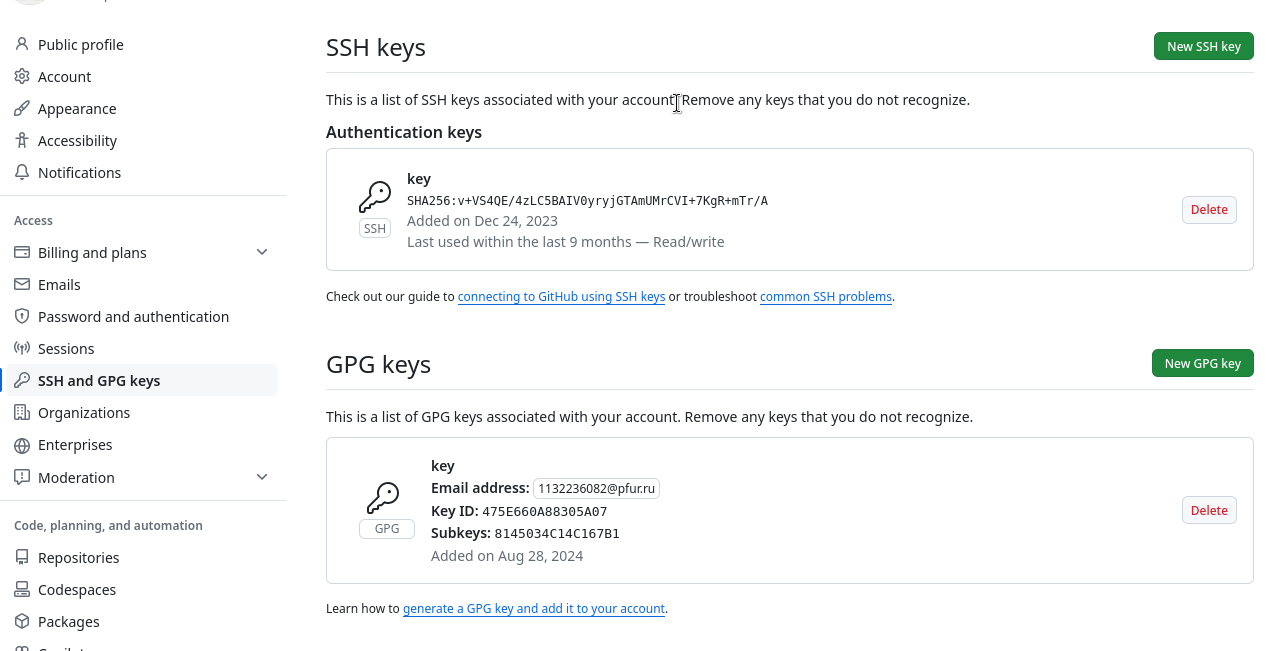 Public profile
Account
Appearance
Accessibility
Notifications
Access
Billing and plans
Emails
Password and authentication
Sessions
SSH and GPG keys
Organizations
Enterprises
Moderation
Code, planning, and automation
Repositories
Codespaces
Packages
SSH keys
New SSH key
This is a list of SSH keys associated with your account. Remove any keys that you do not recognize.
Authentication keys
key
SHA256:v+VS4QE/4zLC5BAIV0yryjGTAmUMrCVI+7KgR+mTr/A
SSH
Added on Dec 24, 2023
Last used within the last 9 months — Read/write
Delete
Check out our guide to connecting to GitHub using SSH keys or troubleshoot common SSH problems.
GPG keys
New GPG key
This is a list of GPG keys associated with your account. Remove any keys that you do not recognize.
key
Email address: 1132236082@pfur.ru
Key ID: 475E660A88305A07
GPG
Subkeys: 8145034C14C167B1
Added on Aug 28, 2024
Delete
Learn how to generate a GPG key and add it to your account.